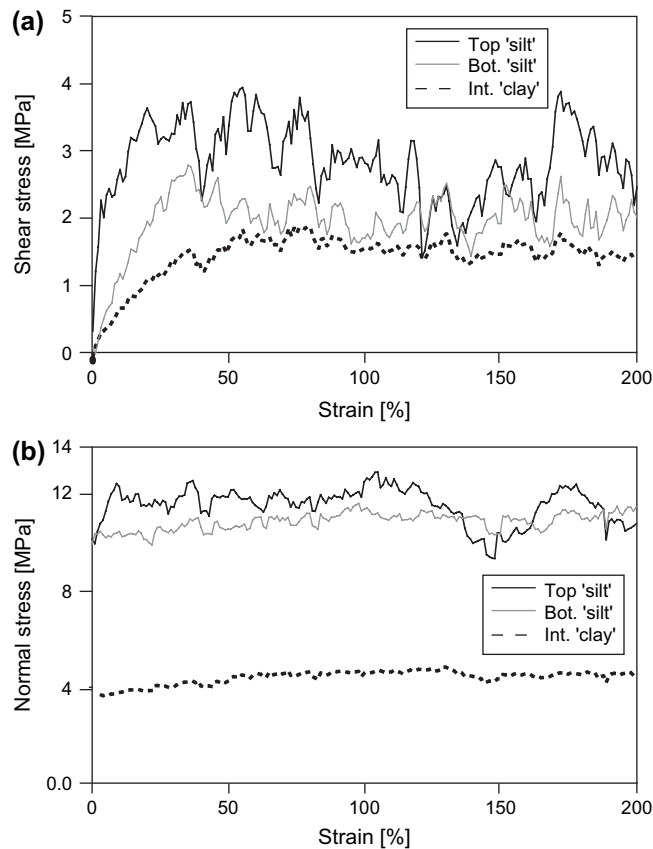 (a)
5
4
3
2
1
0
Shear stress [MPa]
Top 'silt'
Bot. 'silt'
Int. 'clay'
0
50
100
150
200
Strain [%]
(b)
14
12
8
4
0.0
Normal stress [MPa]
Top 'silt'
Bot. 'silt'
Int. 'clay'
0
50
100
150
200
Strain [%]